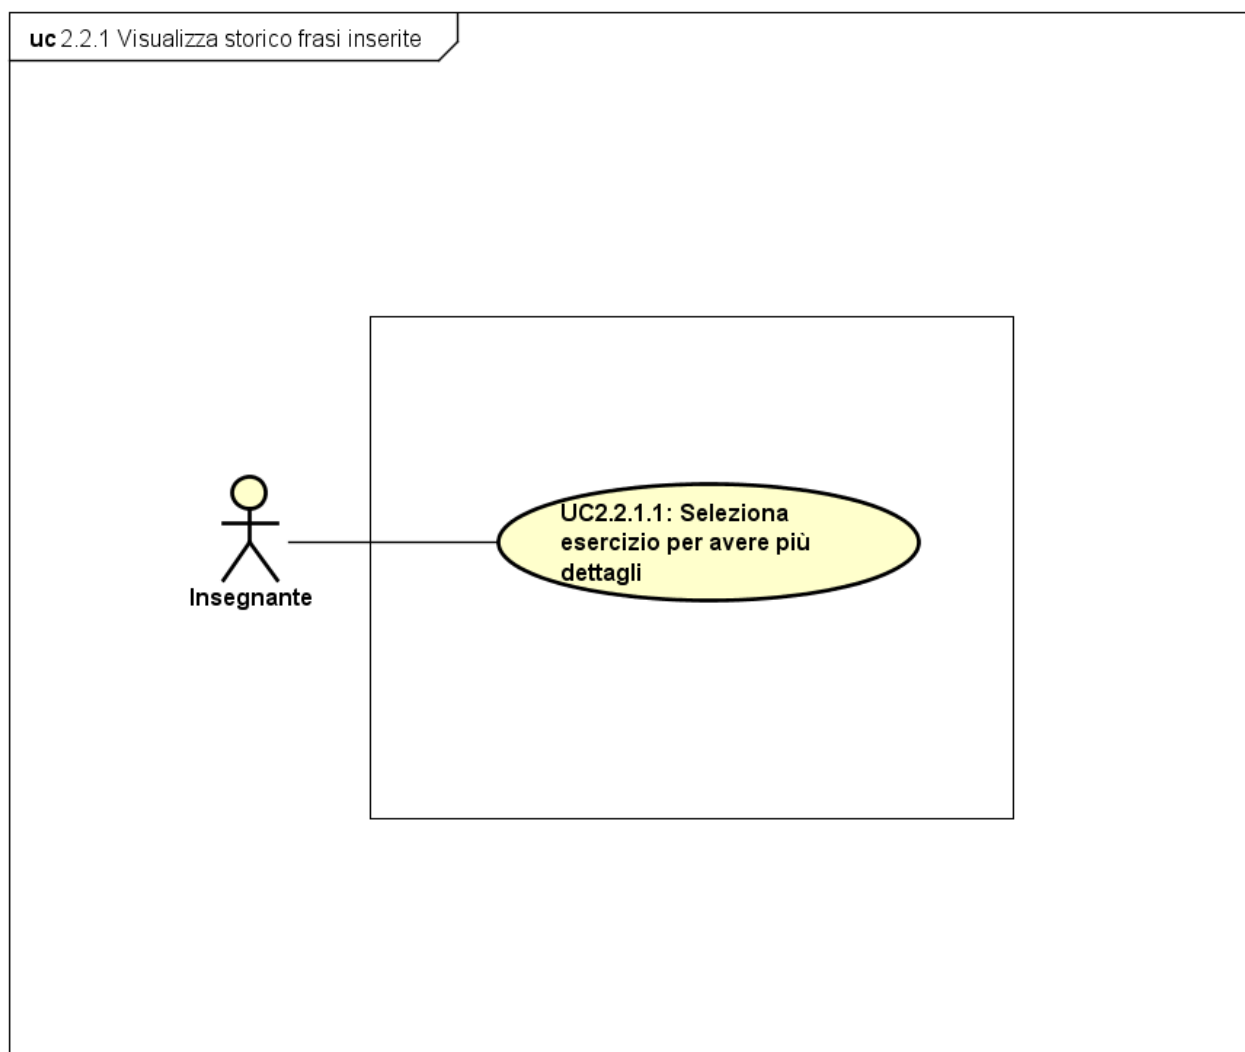 uc 2.2.1 Visualizza storico frasi inserite
UC2.2.1.1: Seleziona
esercizio per avere più
dettagli
Insegnante